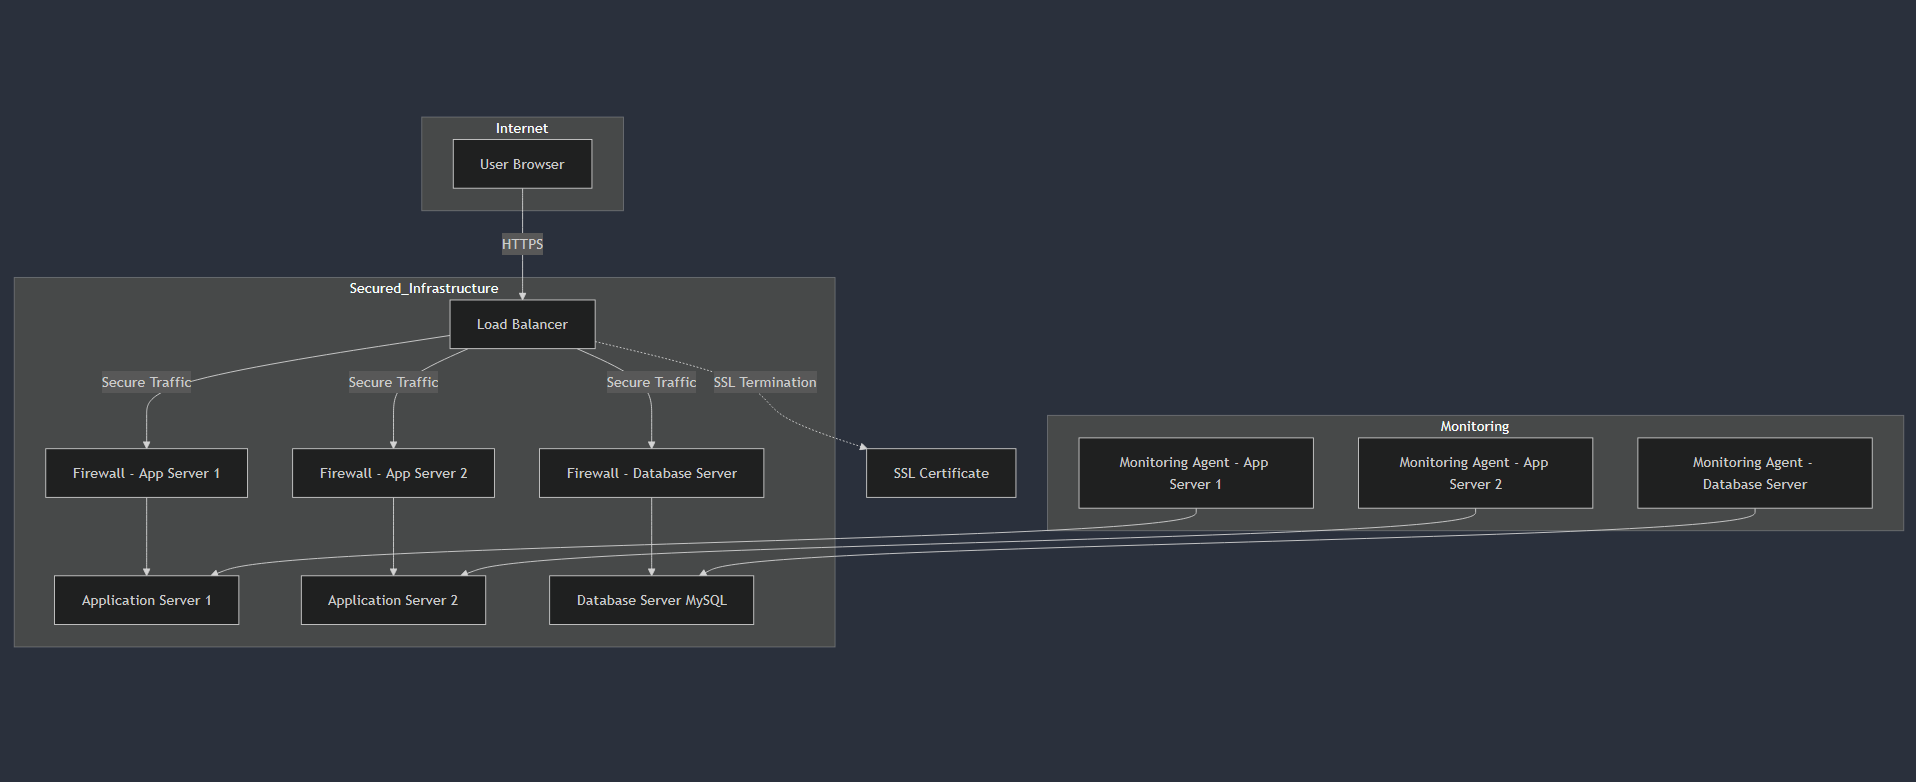 Internet
User Browser
HTTPS
Secured_Infrastructure
Load Balancer
Secure Traffic
Secure Traffic
Secure Traffic
SSL Termination
Firewall - App Server 1
Firewall - App Server 2
Firewall - Database Server
SSL Certificate
Application Server 1
Application Server 2
Database Server MySQL
Monitoring
Monitoring Agent - App
Server 1
Monitoring Agent - App
Server 2
Monitoring Agent -
Database Server